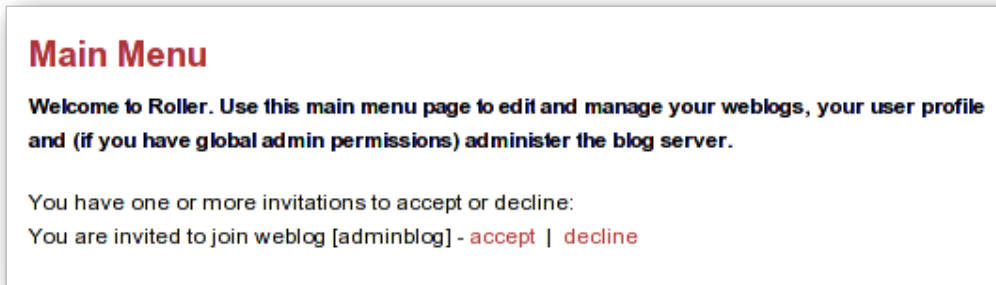 Main Menu
Welcome to Roller. Use this main menu page to edit and manage your weblogs, your user profile
and (if you have global admin permissions) administer the blog server.
You have one or more invitations to accept or decline:
You are invited to join weblog [adminblog] - accept | decline